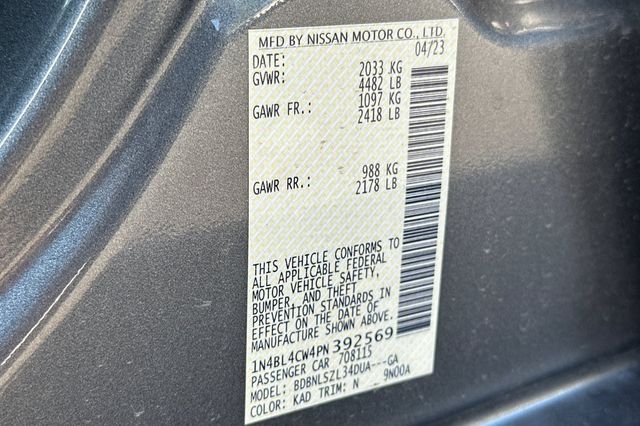 MFD BY NISSAN MOTOR CO., LTD.
DATE: 04/23
GVWR: 2033 KG
4482 LB
GAWR FR.: 1097 KG
2418 LB
GAWR RR.: 988 KG
2178 LB
THIS VEHICLE CONFORMS TO
ALL APPLICABLE FEDERAL
MOTOR VEHICLE SAFETY,
BUMPER, AND THEFT
PREVENTION STANDARDS IN
EFFECT ON THE DATE OF
MANUFACTURE SHOWN ABOVE.
1N4BL4CW4PN392569
PASSENGER CAR 708115
MODEL: BDBNLSZL34DUA---GA
COLOR: KAD TRIM: N 9N00A